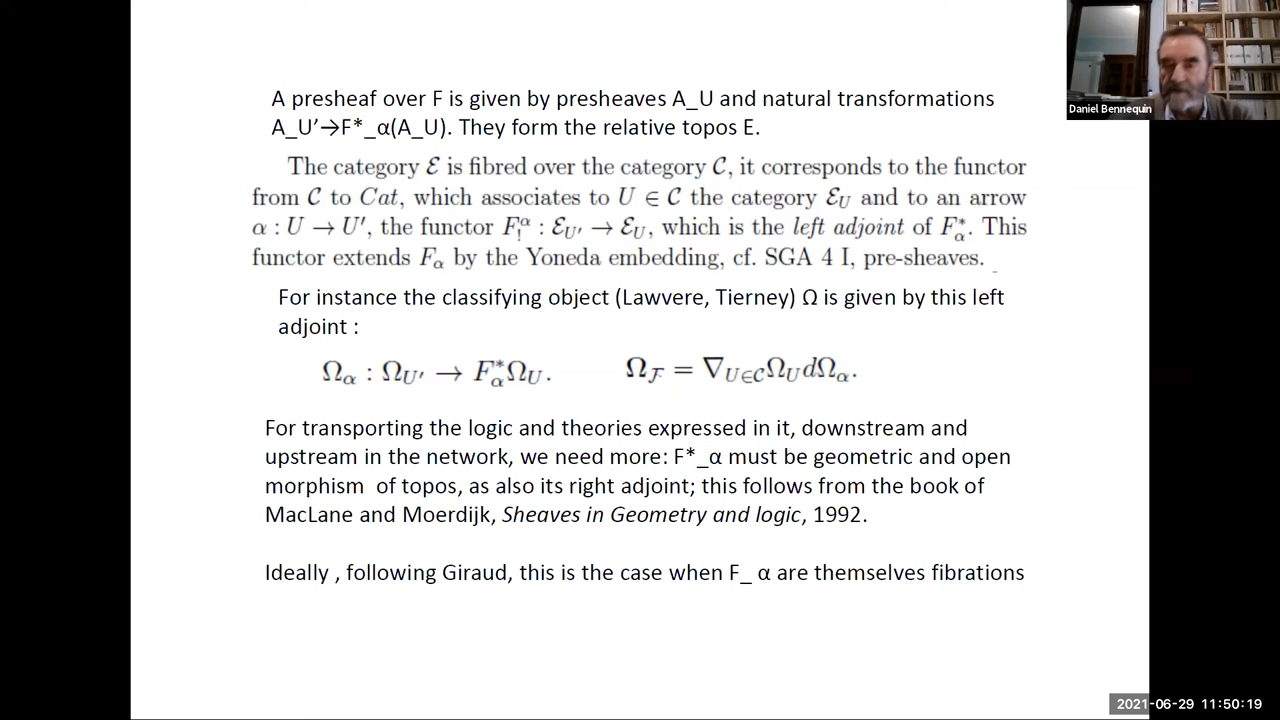 A presheaf over F is given by presheaves A_U and natural transformations
A_U’→F*_α(A_U). They form the relative topos E.
The category ℰ is fibred over the category 𝒞, it corresponds to the functor
from 𝒞 to Cat, which associates to U ∈ 𝒞 the category ℰ_U and to an arrow
α : U → U′, the functor F_!^α : ℰ_U′ → ℰ_U, which is the left adjoint of F_α^*. This
functor extends F_α by the Yoneda embedding, cf. SGA 4 I, pre-sheaves.
For instance the classifying object (Lawvere, Tierney) Ω is given by this left
adjoint :
Ω_α : Ω_U′ → F_α^*Ω_U. Ω_ℱ = ∇_{U∈𝒞}Ω_U dΩ_α.
For transporting the logic and theories expressed in it, downstream and
upstream in the network, we need more: F*_α must be geometric and open
morphism of topos, as also its right adjoint; this follows from the book of
MacLane and Moerdijk, Sheaves in Geometry and logic, 1992.
Ideally , following Giraud, this is the case when F_ α are themselves fibrations
Daniel Bennequin
2021-06-29 11:50:19